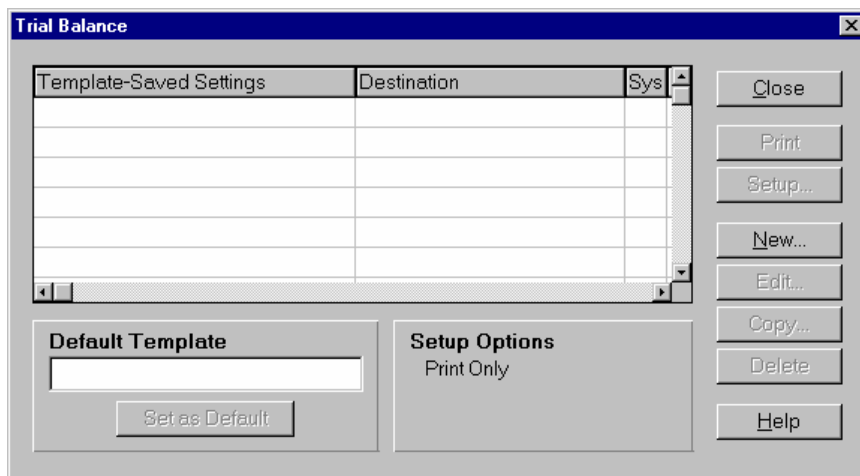 Trial Balance
Template-Saved Settings Destination Sys
Close
Print
Setup...
New...
Edit...
Copy...
Delete
Help
Default Template
Set as Default
Setup Options
Print Only